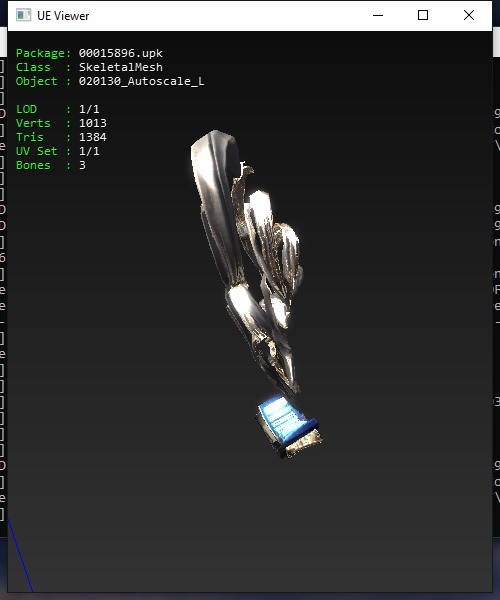 UE Viewer
Package: 00015896.upk
Class : SkeletalMesh
Object : 020130_Autoscale_L
LOD : 1/1
Verts : 1013
Tris : 1384
UV Set : 1/1
Bones : 3